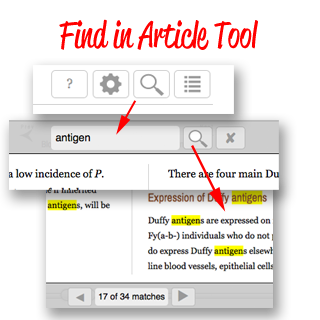 Find in Article Tool
?
antigen
a low incidence of P.
There are four main Du
antigens, will be
Expression of Duffy antigens
Duffy antigens are expressed on
Fy(a-b-) individuals who do not p
do express Duffy antigens elsewh
line blood vessels, epithelial cells
17 of 34 matches